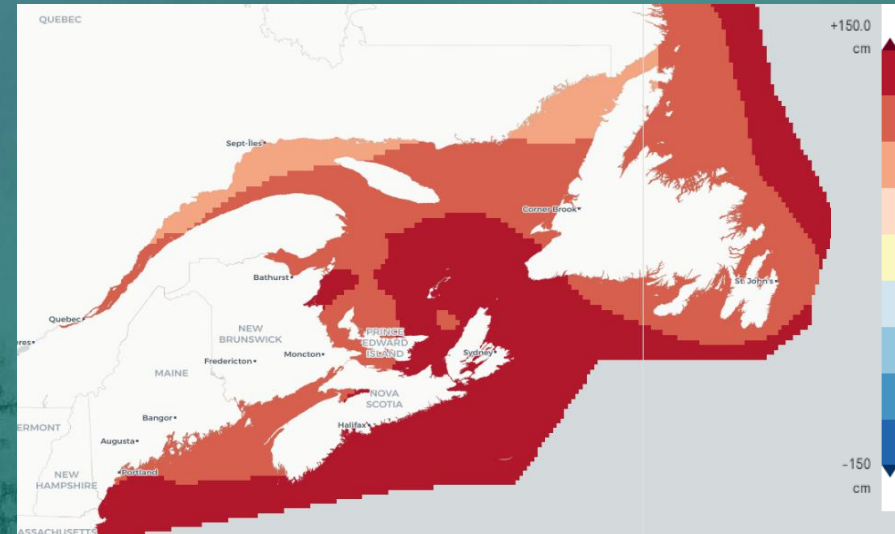 QUEBEC
+150.0
cm
Sept-Îles
Corner Brook
Bathurst
St. John's
Quebec
NEW
BRUNSWICK
PRINCE
EDWARD
ISLAND
Fredericton
Moncton
Sydney
MAINE
NOVA
SCOTIA
Bangor
Halifax
Augusta
Portland
-150
cm
NEW
HAMPSHIRE